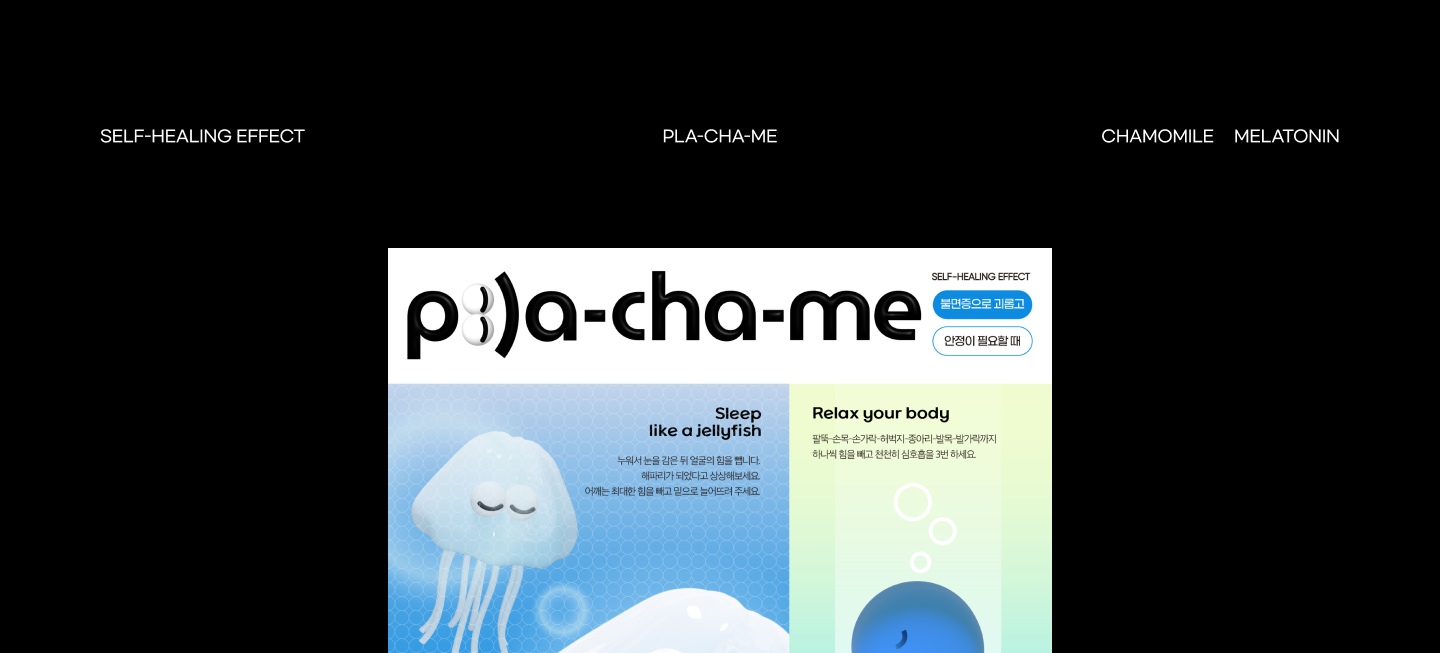 SELF-HEALING EFFECT
PLA-CHA-ME
CHAMOMILE MELATONIN
pla-cha-me
SELF-HEALING EFFECT
불면증으로 괴롭고
안정이 필요할 때
Sleep
like a jellyfish
누워서 눈을 감은 뒤 얼굴의 힘을 뺍니다.
해파리가 되었다고 상상해보세요.
어깨는 최대한 힘을 빼고 밑으로 늘어뜨려 주세요.
Relax your body
팔뚝-손목-손가락-허벅지-종아리-발목-발가락까지
하나씩 힘을 빼고 천천히 심호흡을 3번 하세요.